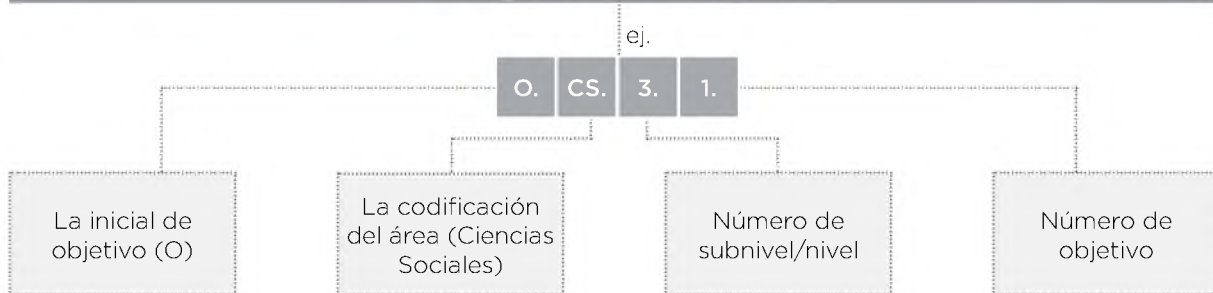 ej.
O. CS. 3. 1.
La inicial de
objetivo (O)
La codificación
del área (Ciencias
Sociales)
Número de
subnivel/nivel
Número de
objetivo